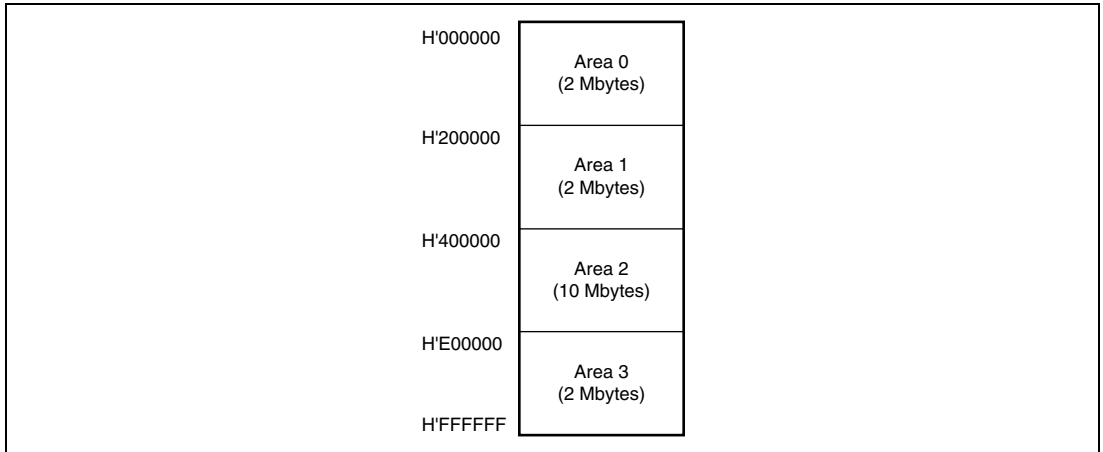 H'000000
Area 0
(2 Mbytes)
H'200000
Area 1
(2 Mbytes)
H'400000
Area 2
(10 Mbytes)
H'E00000
Area 3
(2 Mbytes)
H'FFFFFF